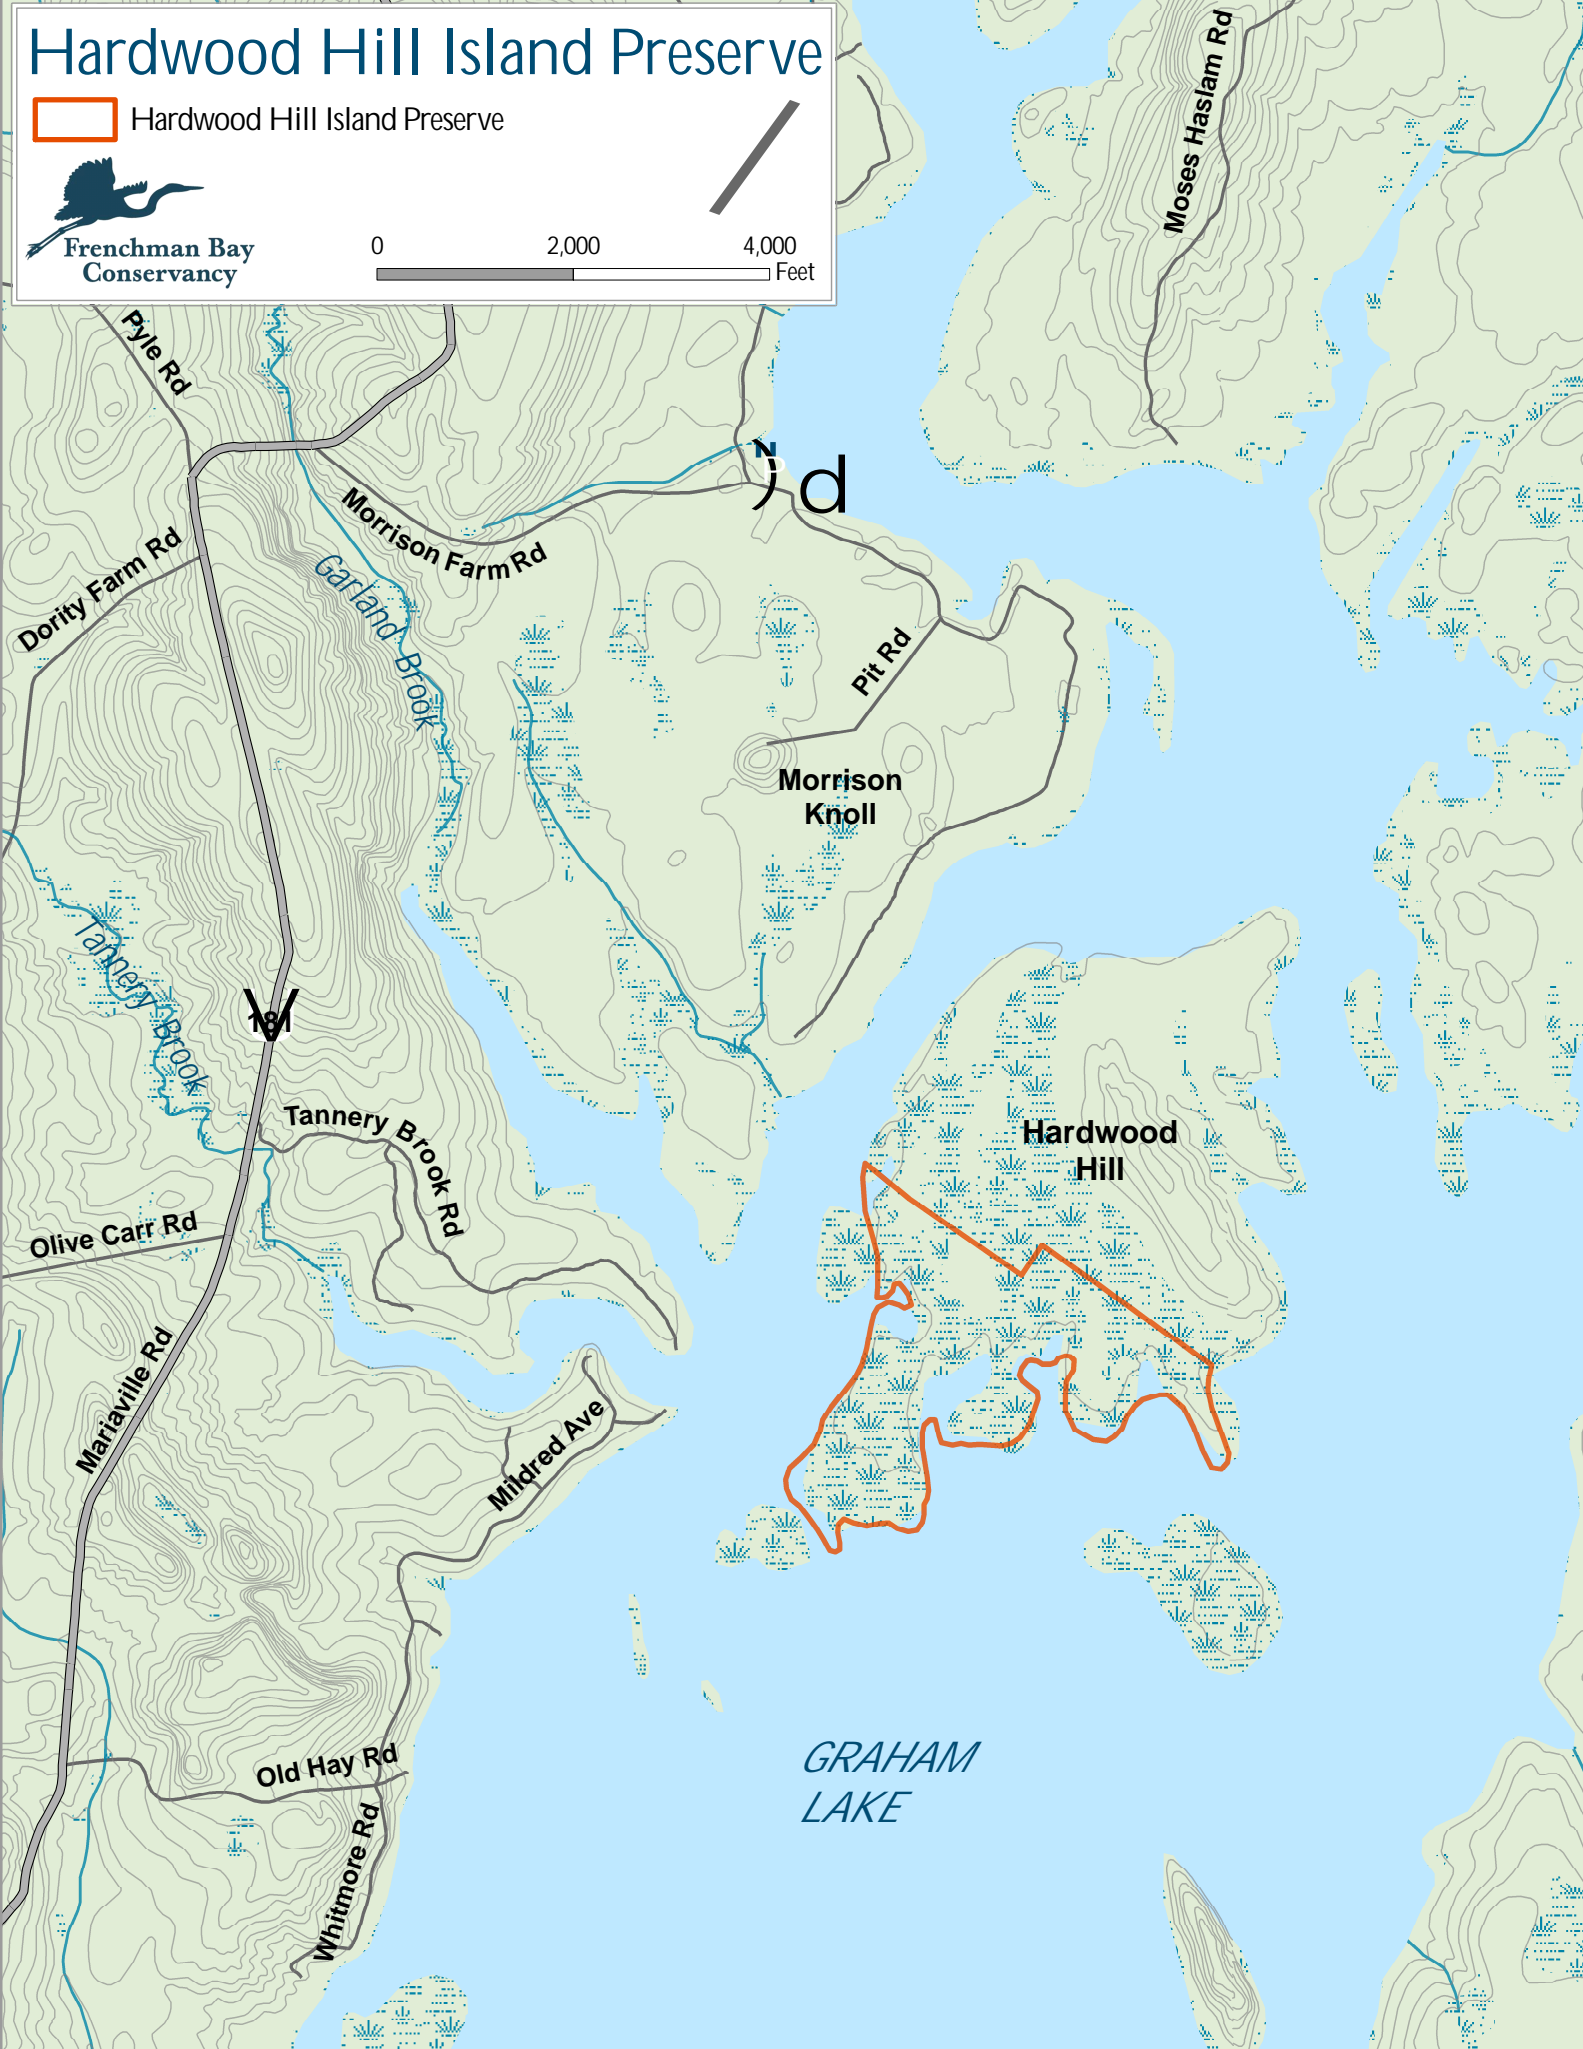 Hardwood Hill Island Preserve
Hardwood Hill Island Preserve
Frenchman Bay
Conservancy
0 2,000 4,000
Feet
Moses Haslam Rd
Pyle Rd
Morrison Farm Rd
Dority Farm Rd
Garland Brook
H
P
) d
Pit Rd
Morrison
Knoll
Tannery Brook
V
181
Tannery Brook Rd
Hardwood
Hill
Olive Carr Rd
Mariaville Rd
Mildred Ave
GRAHAM
LAKE
Old Hay Rd
Whitmore Rd